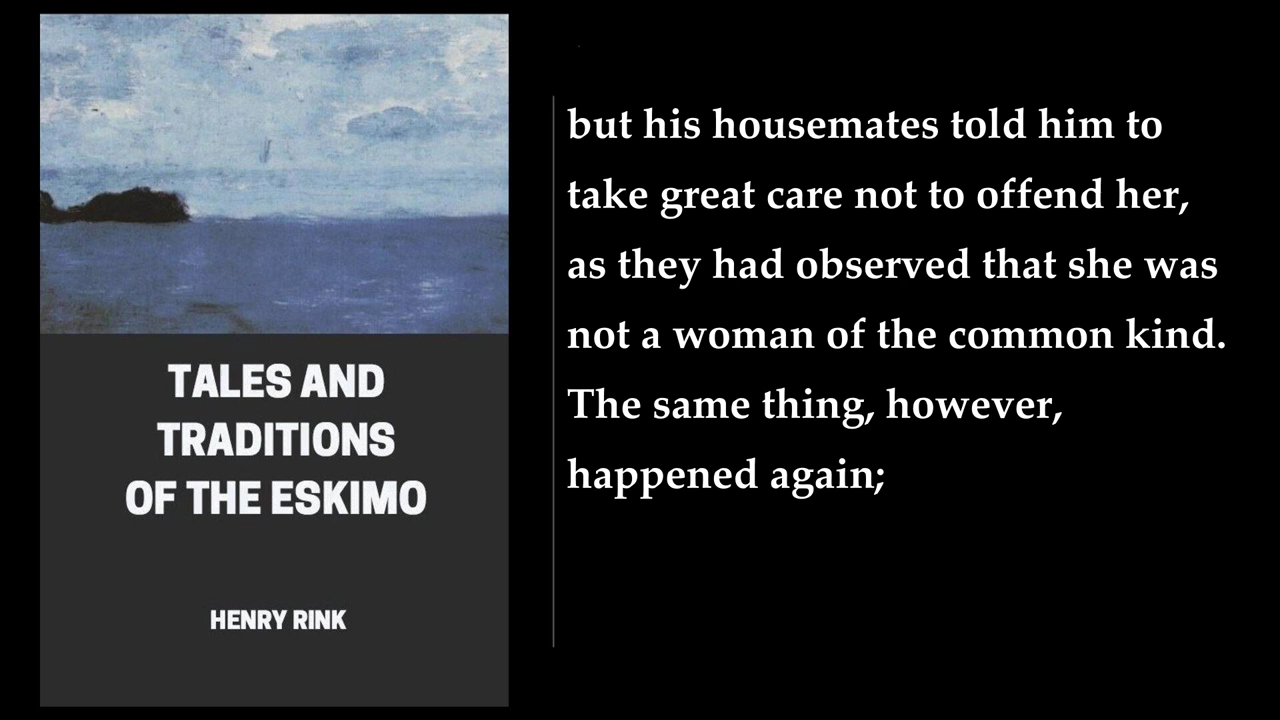 TALES AND
TRADITIONS
OF THE ESKIMO
HENRY RINK
but his housemates told him to
take great care not to offend her,
as they had observed that she was
not a woman of the common kind.
The same thing, however,
happened again;